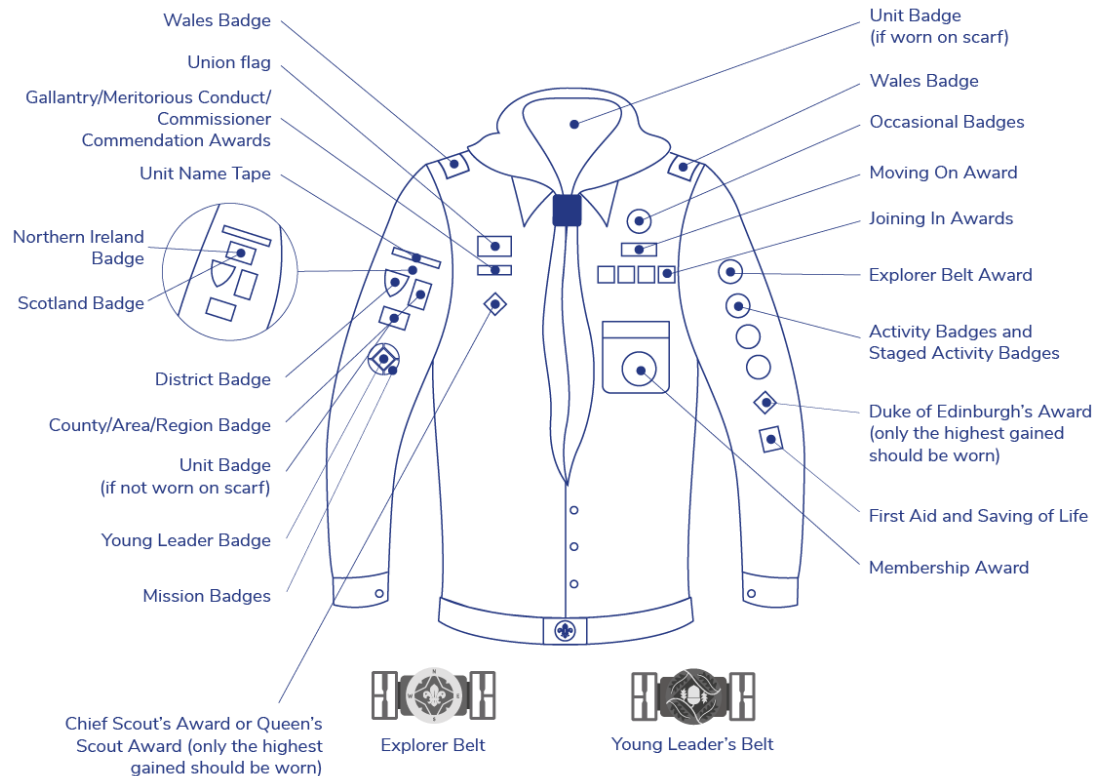 Wales Badge
Union flag
Gallantry/Meritorious Conduct/
Commissioner
Commendation Awards
Unit Name Tape
Northern Ireland
Badge
Scotland Badge
District Badge
County/Area/Region Badge
Unit Badge
(if not worn on scarf)
Young Leader Badge
Mission Badges
Chief Scout's Award or Queen's
Scout Award (only the highest
gained should be worn)
Unit Badge
(if worn on scarf)
Wales Badge
Occasional Badges
Moving On Award
Joining In Awards
Explorer Belt Award
Activity Badges and
Staged Activity Badges
Duke of Edinburgh's Award
(only the highest gained
should be worn)
First Aid and Saving of Life
Membership Award
N
W
E
S
Explorer Belt
Young Leader's Belt